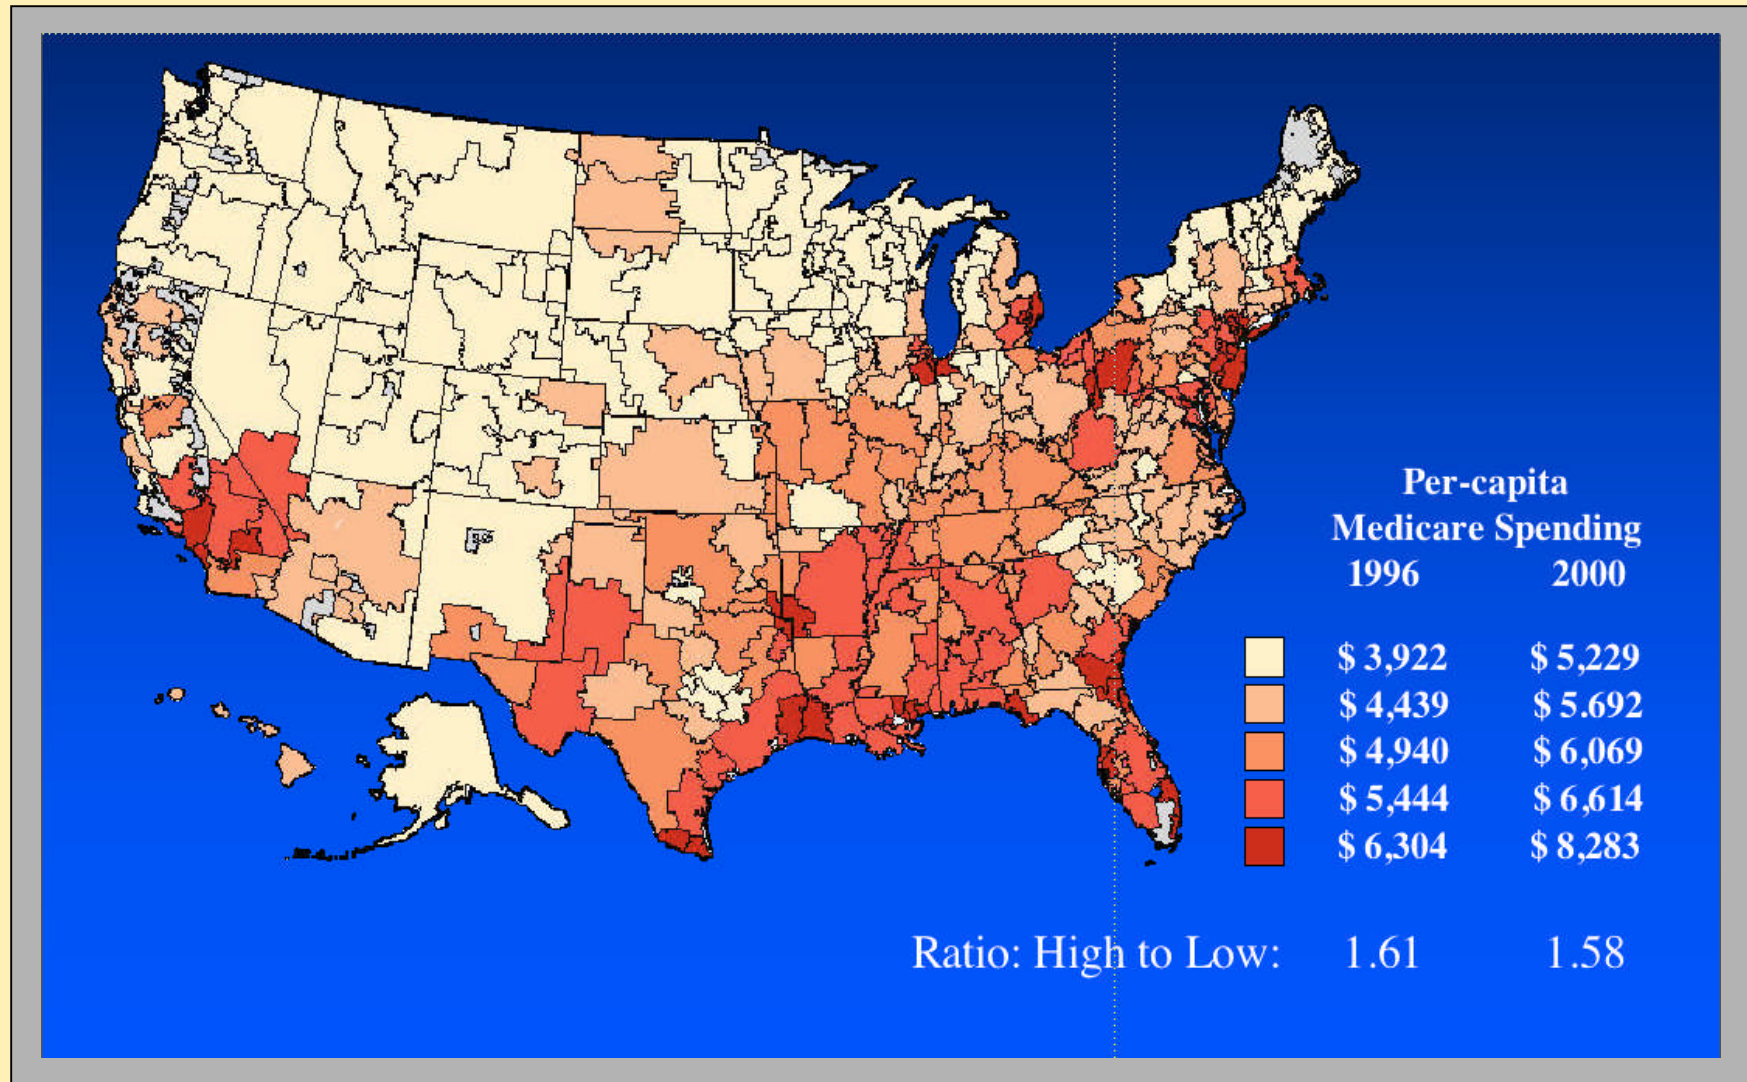 Per-capita
Medicare Spending
1996 2000
$ 3,922 $ 5,229
$ 4,439 $ 5.692
$ 4,940 $ 6,069
$ 5,444 $ 6,614
$ 6,304 $ 8,283
Ratio: High to Low: 1.61 1.58